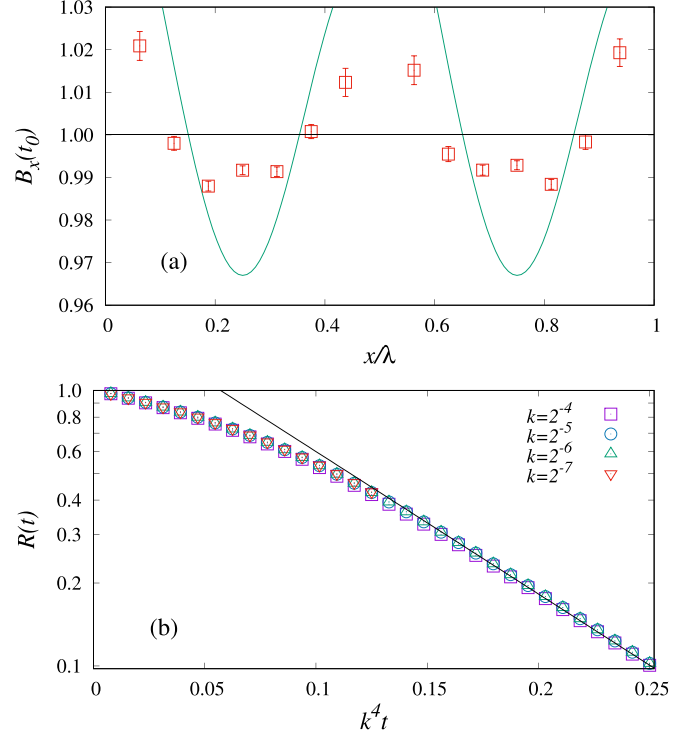 1.03
1.02
1.01
1.00
0.99
0.98
0.97
0.96
B_x(t_0)
(a)
0 0.2 0.4 0.6 0.8 1
x/λ
1.0
0.8
0.6
0.4
0.3
0.2
0.1
R(t)
k=2^-4
k=2^-5
k=2^-6
k=2^-7
(b)
0 0.05 0.1 0.15 0.2 0.25
k^4 t